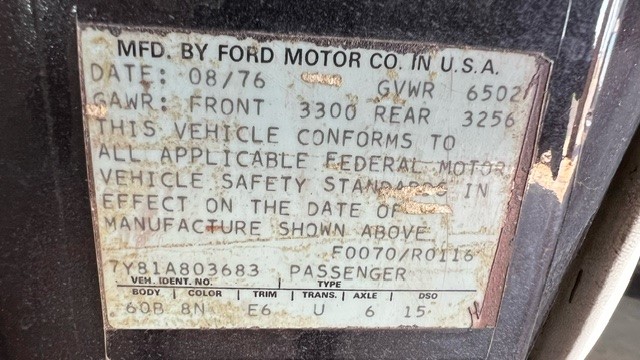 MFD. BY FORD MOTOR CO. IN U.S.A.
DATE: 08/76 GVWR 6502
GAWR: FRONT 3300 REAR 3256
THIS VEHICLE CONFORMS TO
ALL APPLICABLE FEDERAL MOTOR
VEHICLE SAFETY STANDARDS IN
EFFECT ON THE DATE OF
MANUFACTURE SHOWN ABOVE
F0070/R0116
7Y81A803683 PASSENGER
VEH. IDENT. NO. TYPE
BODY COLOR TRIM TRANS. AXLE DSO
60B 8N E6 U 6 15